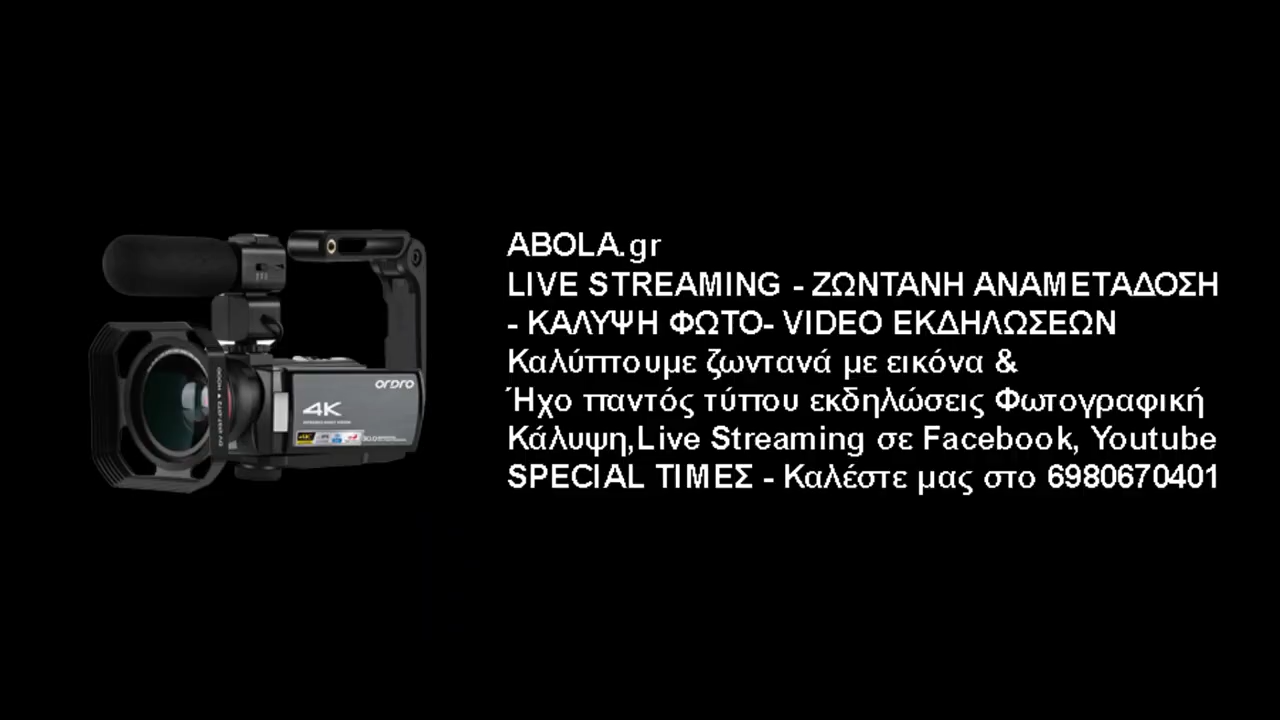 ABOLA.gr
LIVE STREAMING - ΖΩΝΤΑΝΗ ΑΝΑΜΕΤΑΔΟΣΗ
- ΚΑΛΥΨΗ ΦΩΤΟ- VIDEO ΕΚΔΗΛΩΣΕΩΝ
Καλύπτουμε ζωντανά με εικόνα &
Ήχο παντός τύπου εκδηλώσεις Φωτογραφική
Κάλυψη,Live Streaming σε Facebook, Youtube
SPECIAL TIMEΣ - Καλέστε μας στο 6980670401
ORDRO
4K